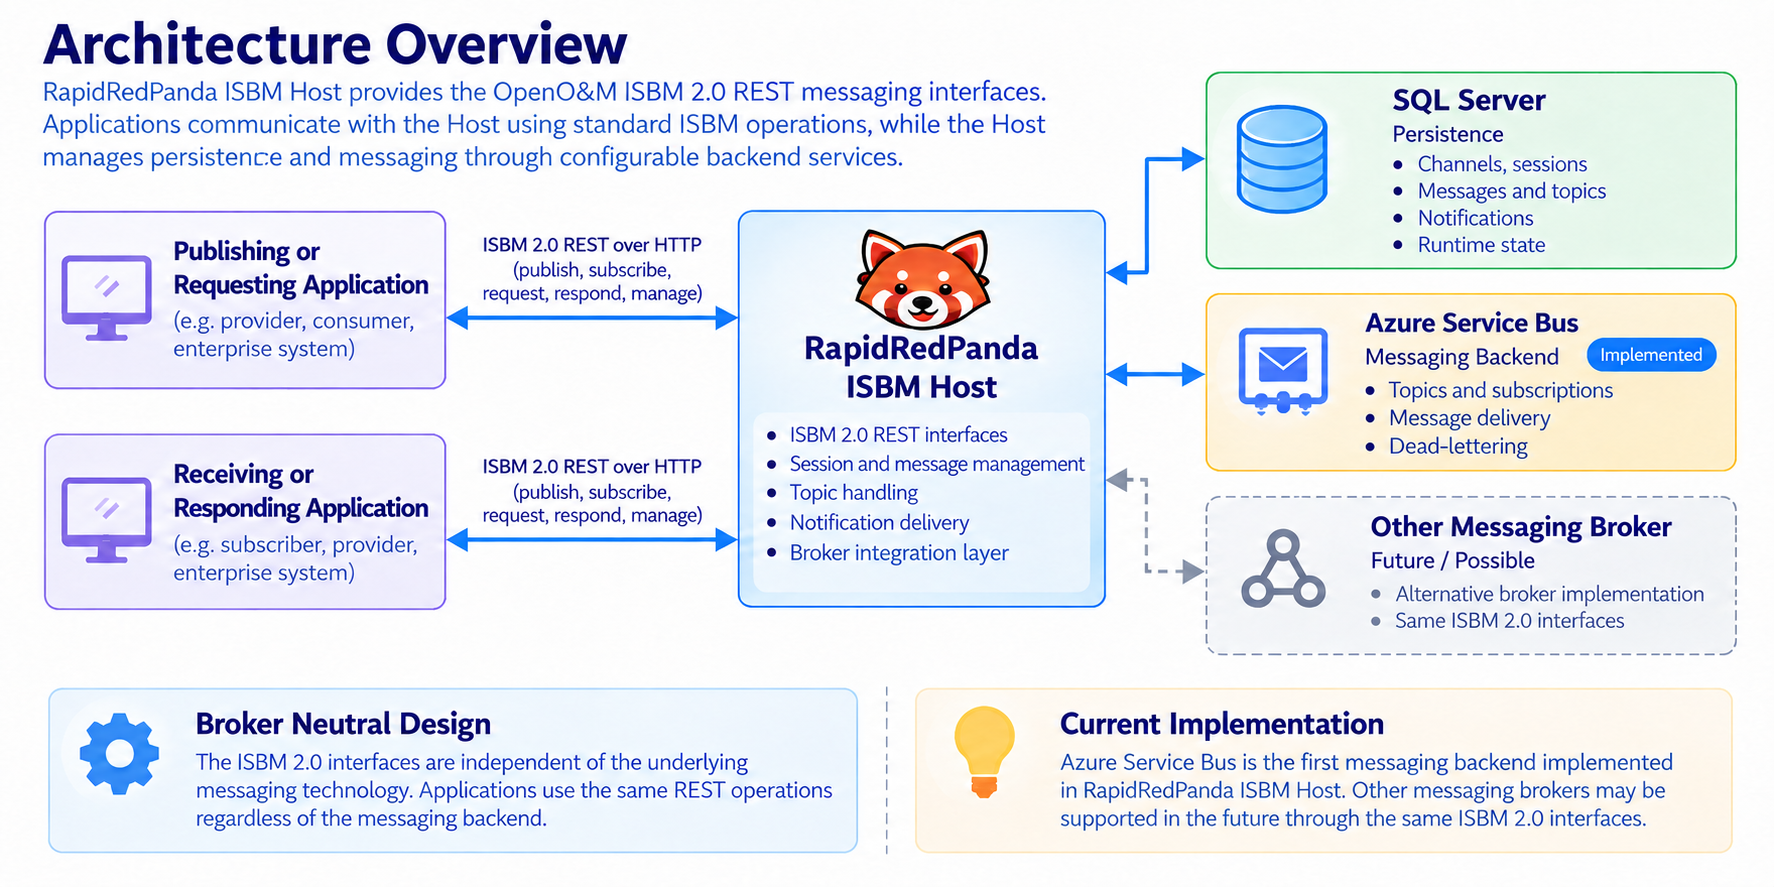 Architecture Overview
RapidRedPanda ISBM Host provides the OpenO&M ISBM 2.0 REST messaging interfaces.
Applications communicate with the Host using standard ISBM operations, while the Host
manages persistence and messaging through configurable backend services.
Publishing or
Requesting Application
(e.g. provider, consumer,
enterprise system)
ISBM 2.0 REST over HTTP
(publish, subscribe,
request, respond, manage)
Receiving or
Responding Application
(e.g. subscriber, provider,
enterprise system)
ISBM 2.0 REST over HTTP
(publish, subscribe,
request, respond, manage)
RapidRedPanda
ISBM Host
• ISBM 2.0 REST interfaces
• Session and message management
• Topic handling
• Notification delivery
• Broker integration layer
SQL Server
Persistence
• Channels, sessions
• Messages and topics
• Notifications
• Runtime state
Azure Service Bus
Messaging Backend
Implemented
• Topics and subscriptions
• Message delivery
• Dead-lettering
Other Messaging Broker
Future / Possible
• Alternative broker implementation
• Same ISBM 2.0 interfaces
Broker Neutral Design
The ISBM 2.0 interfaces are independent of the underlying
messaging technology. Applications use the same REST operations
regardless of the messaging backend.
Current Implementation
Azure Service Bus is the first messaging backend implemented
in RapidRedPanda ISBM Host. Other messaging brokers may be
supported in the future through the same ISBM 2.0 interfaces.